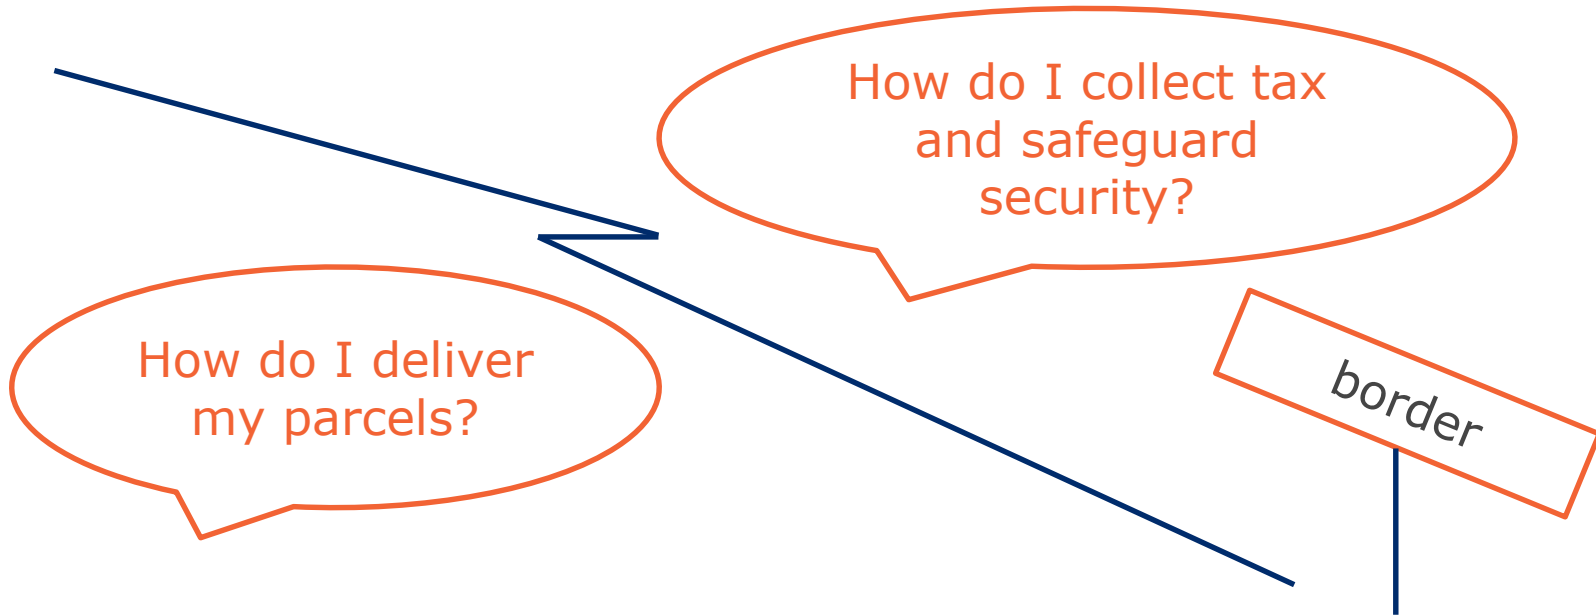 How do I collect tax
and safeguard
security?
How do I deliver
my parcels?
border